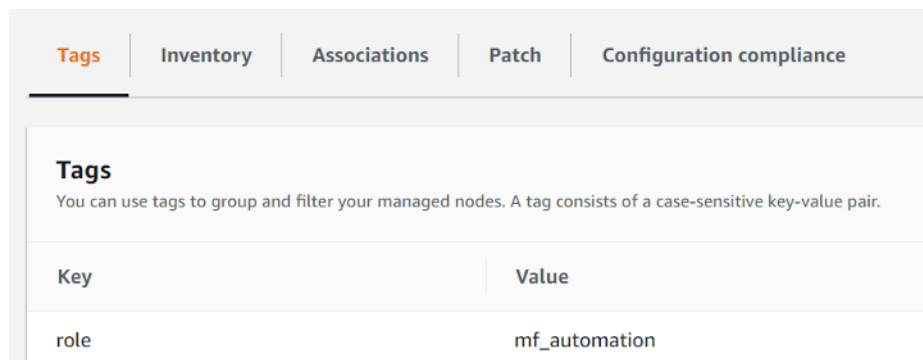 Tags Inventory Associations Patch Configuration compliance
Tags
You can use tags to group and filter your managed nodes. A tag consists of a case-sensitive key-value pair.
Key Value
role mf_automation